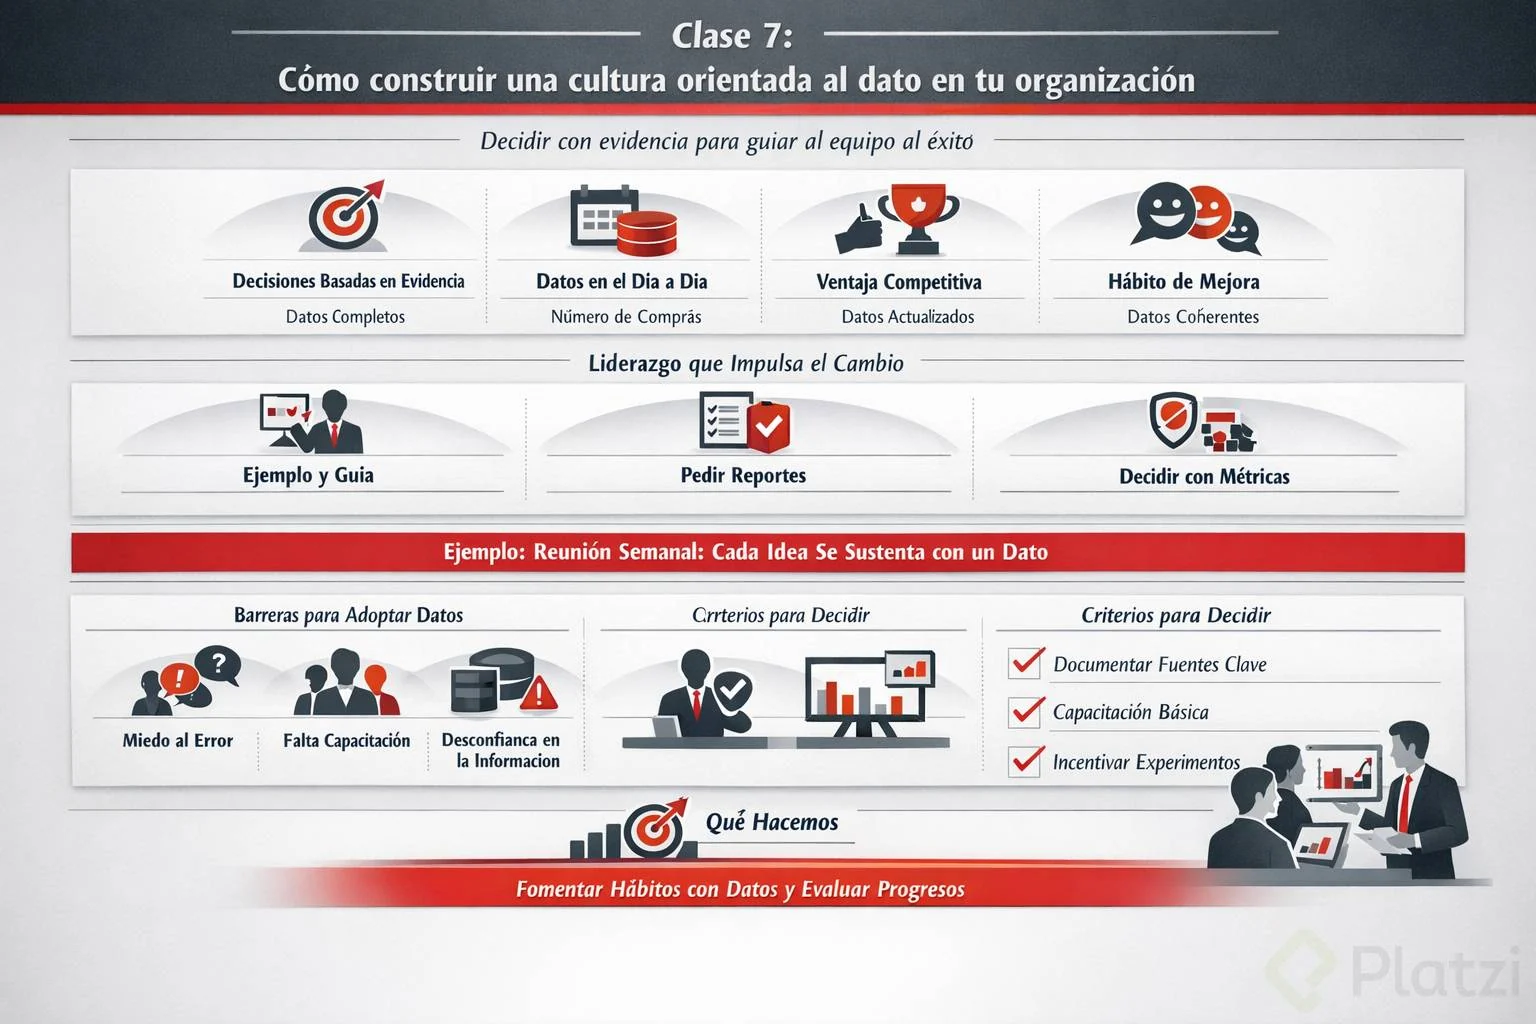 Clase 7:
Cómo construir una cultura orientada al dato en tu organización
Decidir con evidencia para guiar al equipo al éxito
Decisiones Basadas en Evidencia
Datos Completos
Datos en el Dia a Dia
Número de Comprás
Ventaja Competitiva
Datos Actualizados
Hábito de Mejora
Datos Coherentes
Liderazgo que Impulsa el Cambio
Ejemplo y Guia
Pedir Reportes
Decidir con Métricas
Ejemplo: Reunión Semanal: Cada Idea Se Sustenta con un Dato
Barreras para Adoptar Datos
Miedo al Error
Falta Capacitación
Desconfianca en
la Informacion
Crrterios para Decidir
Criterios para Decidir
Documentar Fuentes Clave
Capacitación Básica
Incentivar Experimentos
Qué Hacemos
Fomentar Hábitos con Datos y Evaluar Progresos
Platzi